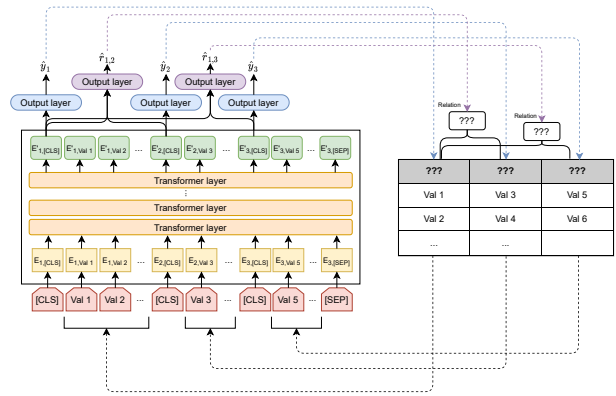 ŷ₁ r̂₁,₂ ŷ₂ r̂₁,₃ ŷ₃
Output layer Output layer
Output layer Output layer Output layer
Relation
???
Relation
???
E'1,[CLS] E'1,Val 1 E'1,Val 2 ... E'2,[CLS] E'2,Val 3 ... E'3,[CLS] E'3,Val 5 ... E'3,[SEP]
Transformer layer
⋮
Transformer layer
Transformer layer
E1,[CLS] E1,Val 1 E1,Val 2 ... E2,[CLS] E2,Val 3 ... E3,[CLS] E3,Val 5 ... E3,[SEP]
[CLS] Val 1 Val 2 ... [CLS] Val 3 ... [CLS] Val 5 ... [SEP]
??? ??? ???
Val 1 Val 3 Val 5
Val 2 Val 4 Val 6
... ...